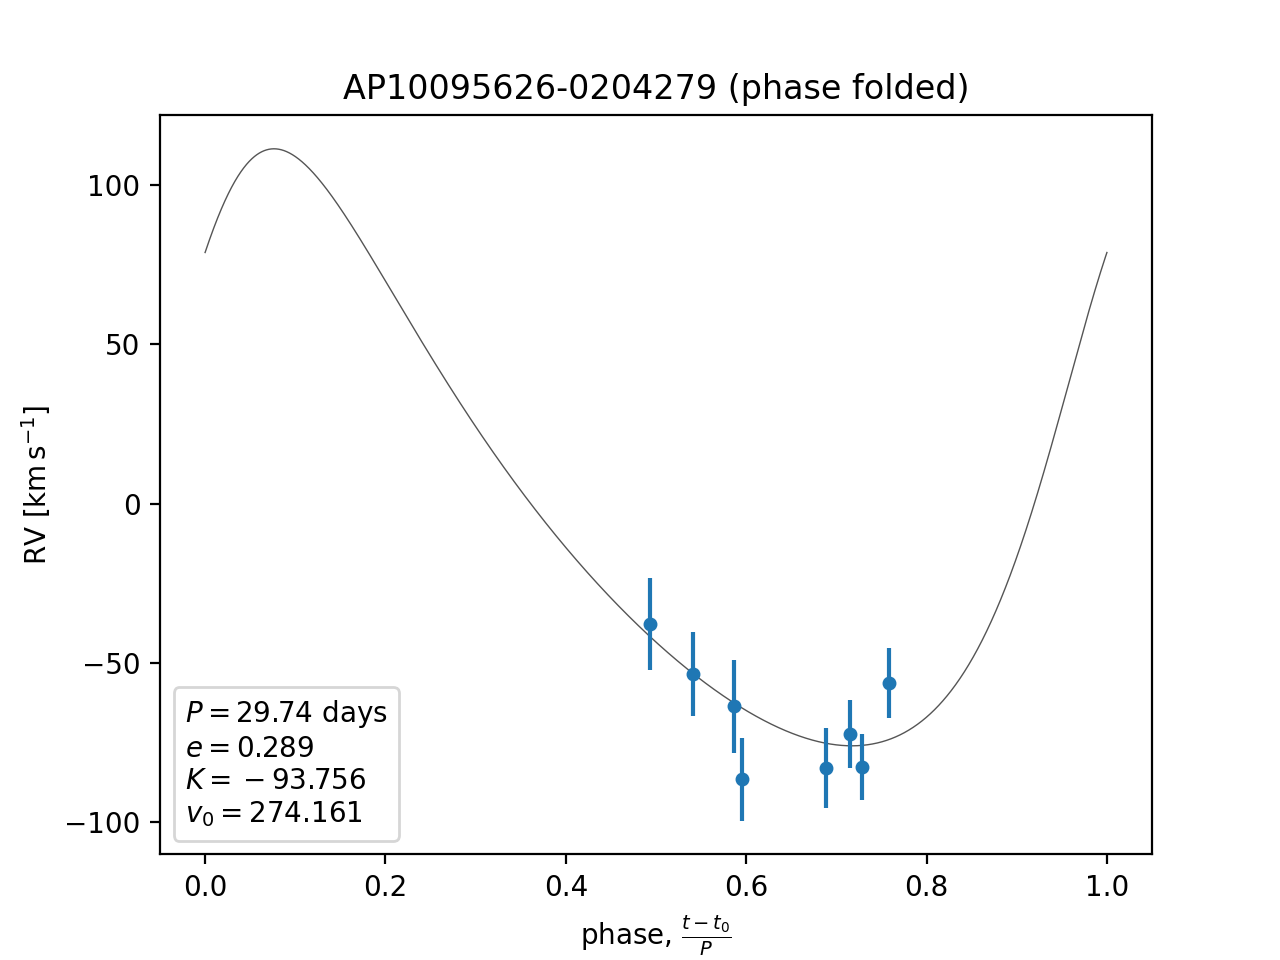 AP10095626-0204279 (phase folded)
RV [km s⁻¹]
100
50
0
−50
−100
P = 29.74 days
e = 0.289
K = −93.756
v₀ = 274.161
0.0 0.2 0.4 0.6 0.8 1.0
phase, (t − t₀)/P